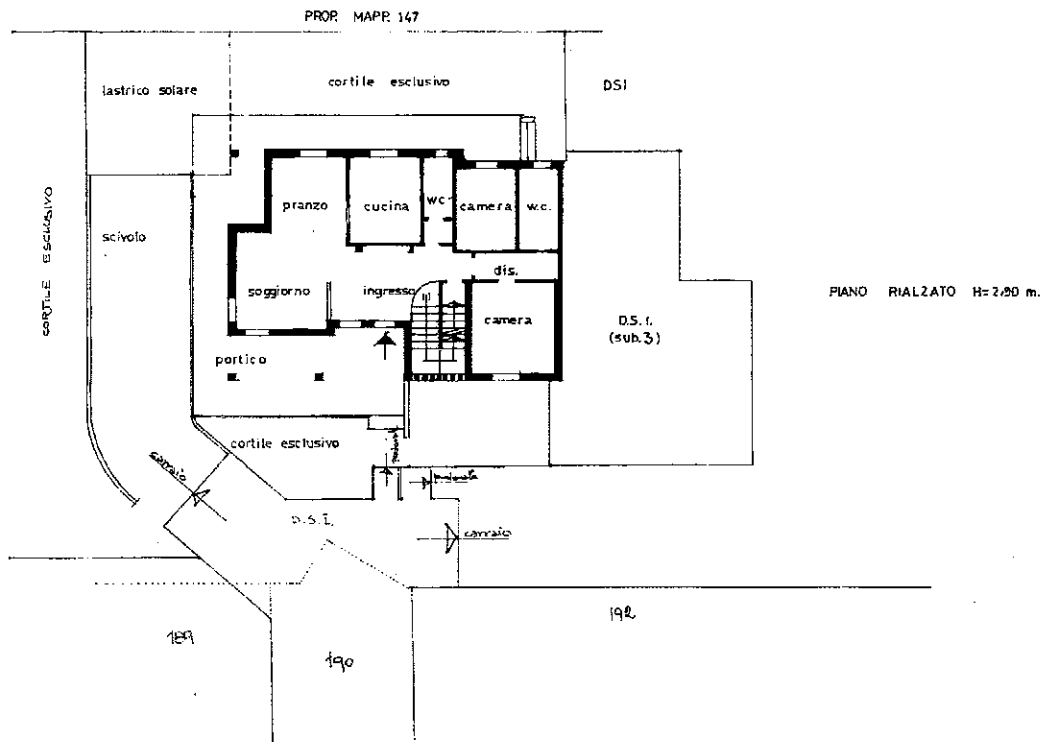 PROP. MAPP. 147
lastrico solare
cortile esclusivo
DSI
CORTILE ESCLUSIVO
scivolo
pranzo
cucina
wc
camera
w.c.
dis.
soggiorno
ingresso
camera
D.S.I.
(sub.3)
PIANO RIALZATO H=2,90 m.
portico
cortile esclusivo
carraio
D.S.I.
carraio
189
190
192